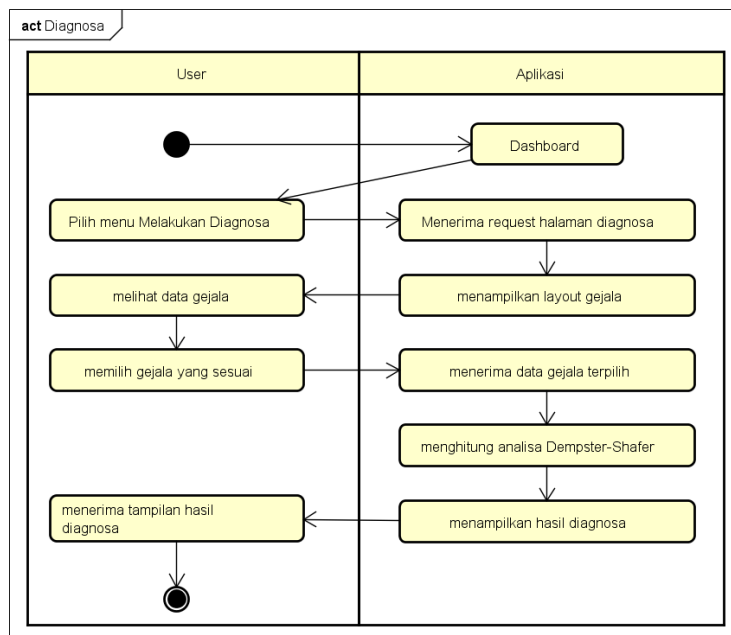 act Diagnosa
User
Aplikasi
Dashboard
Pilih menu Melakukan Diagnosa
Menerima request halaman diagnosa
melihat data gejala
menampilkan layout gejala
memilih gejala yang sesuai
menerima data gejala terpilih
menghitung analisa Dempster-Shafer
menerima tampilan hasil
diagnosa
menampilkan hasil diagnosa